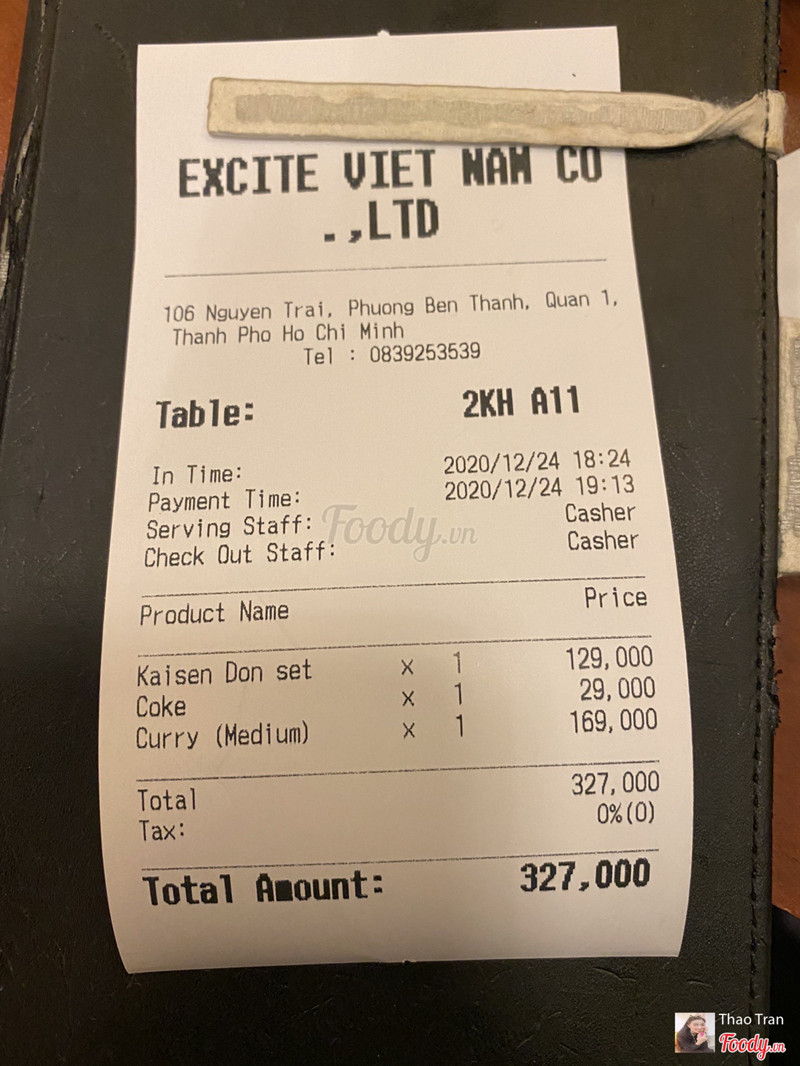 EXCITE VIET NAM CO
.,LTD
106 Nguyen Trai, Phuong Ben Thanh, Quan 1,
Thanh Pho Ho Chi Minh
Tel : 0839253539
Table: 2KH A11
In Time: 2020/12/24 18:24
Payment Time: 2020/12/24 19:13
Serving Staff: Casher
Check Out Staff: Casher
Foody.vn
Product Name Price
Kaisen Don set × 1 129,000
Coke × 1 29,000
Curry (Medium) × 1 169,000
Total 327,000
Tax: 0%(0)
Total Amount: 327,000
Thao Tran
Foody.vn